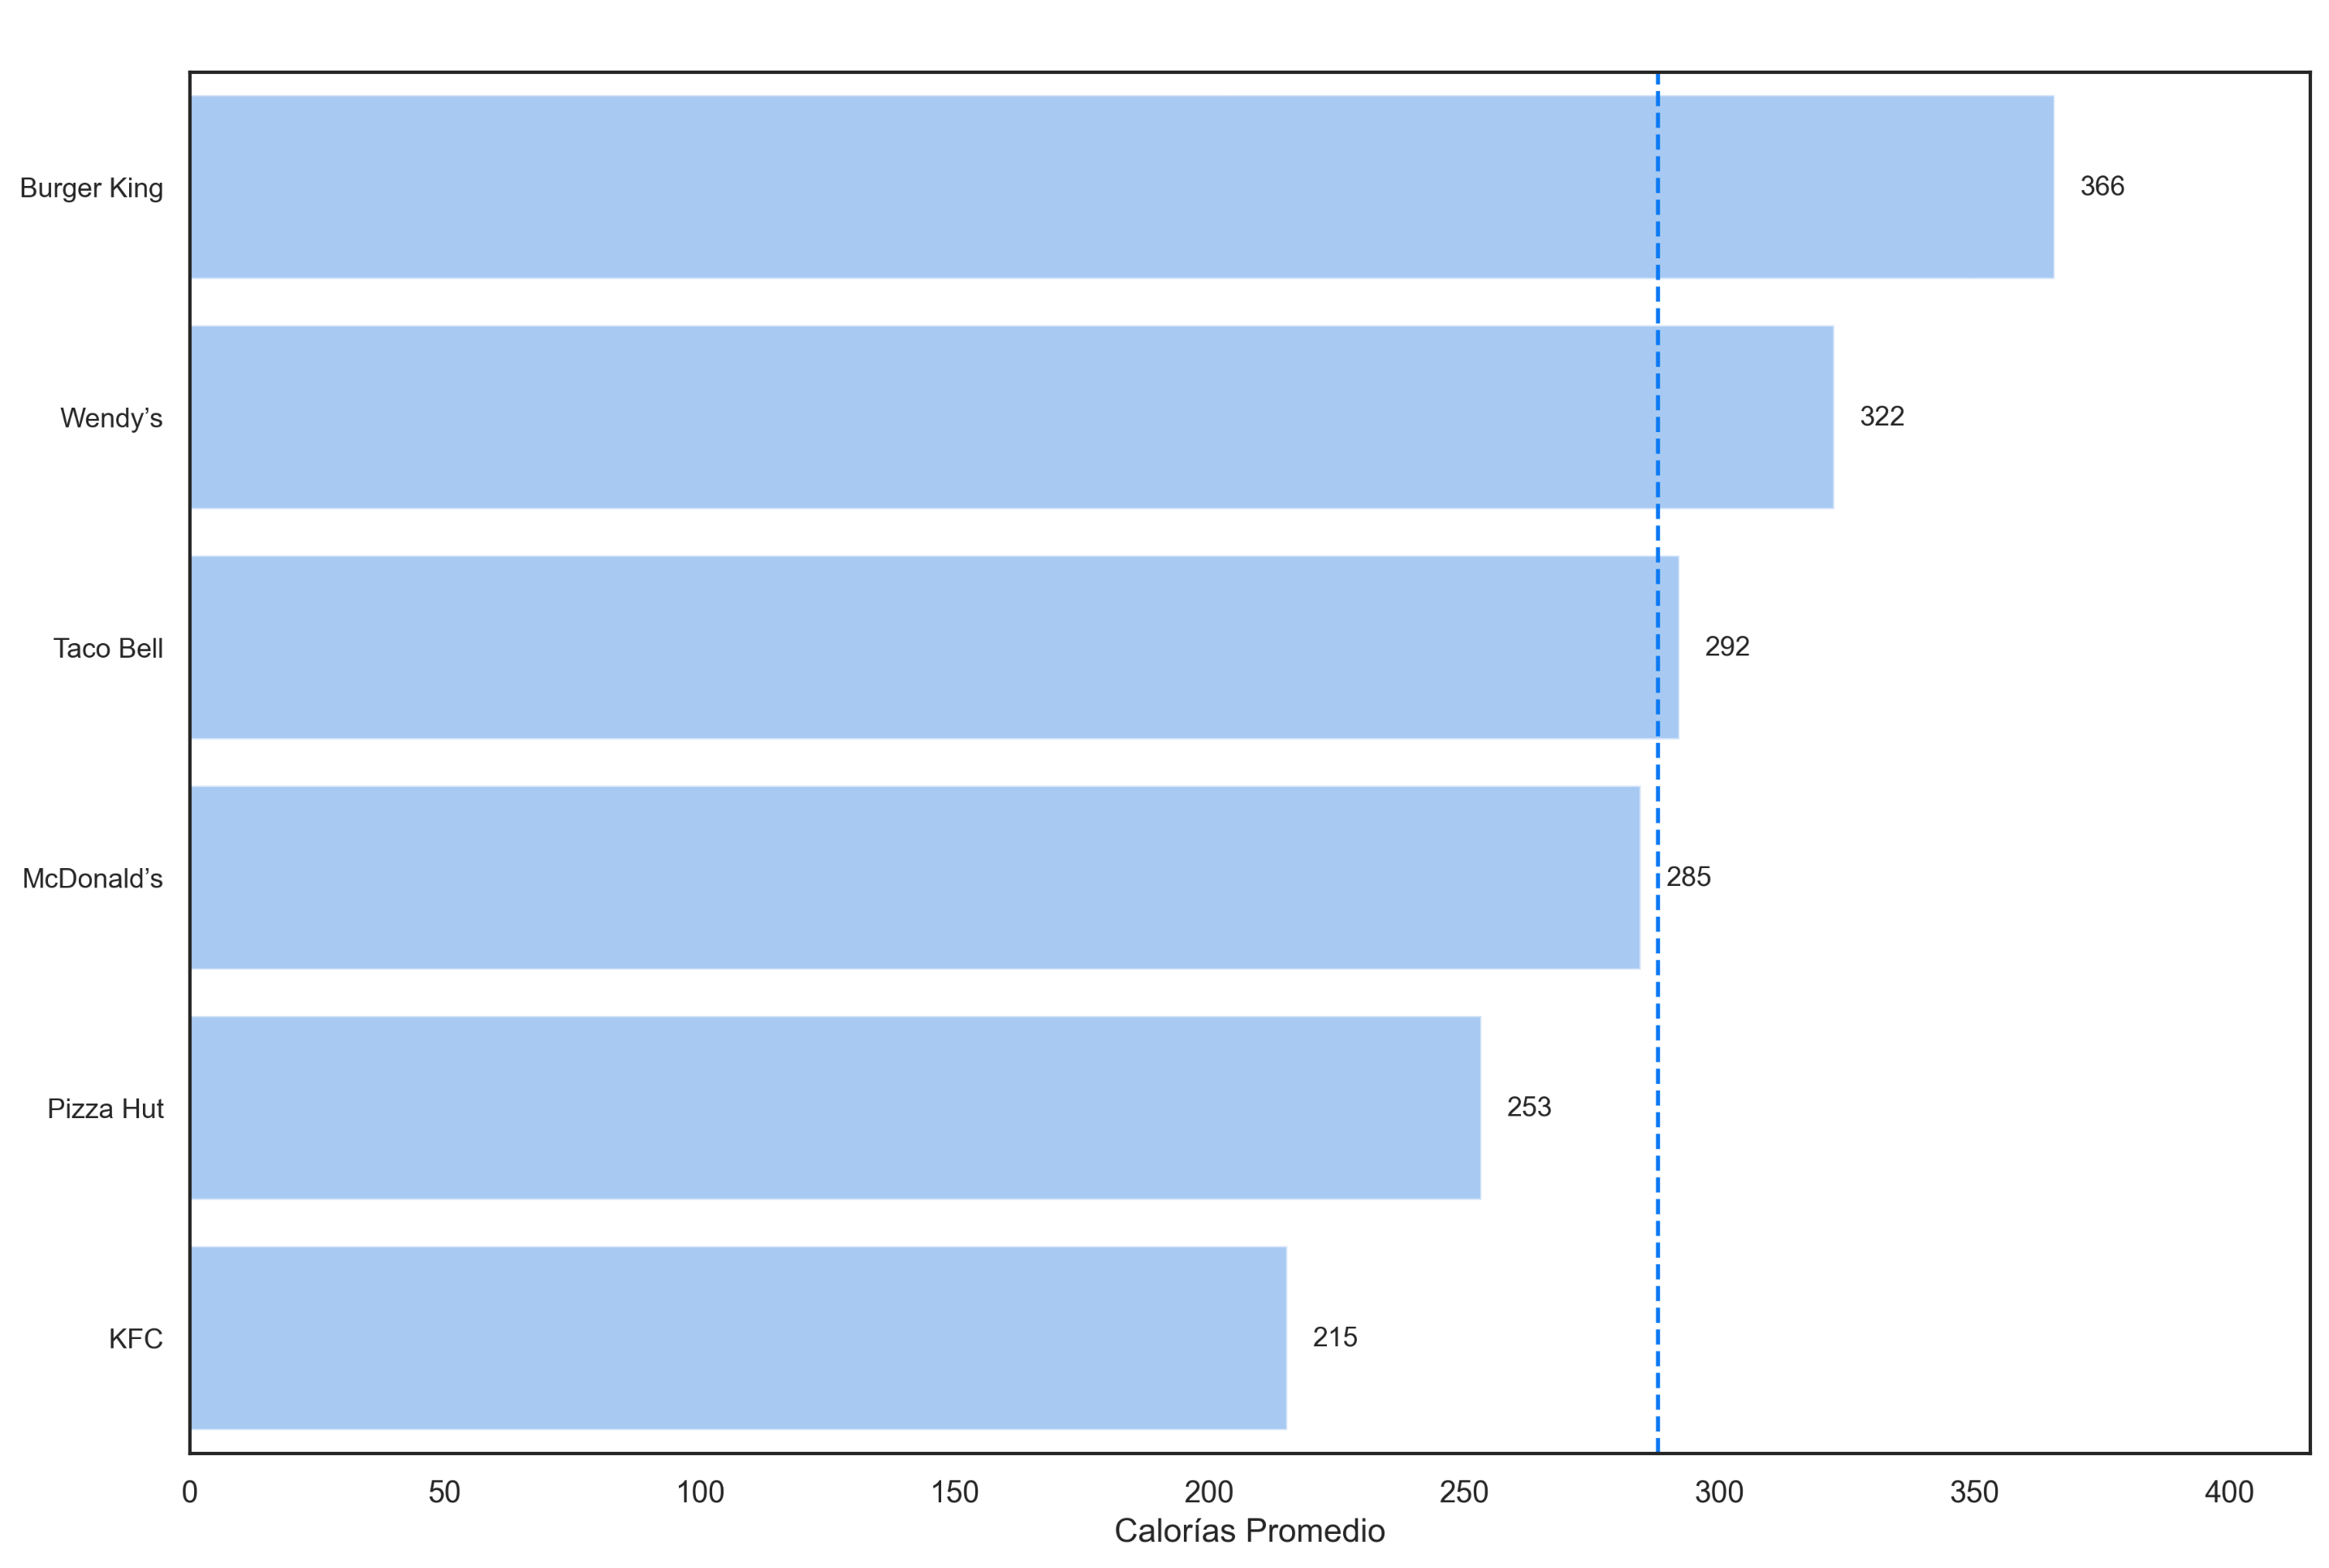 Burger King
366
Wendy’s
322
Taco Bell
292
McDonald’s
285
Pizza Hut
253
KFC
215
0 50 100 150 200 250 300 350 400
Calorías Promedio